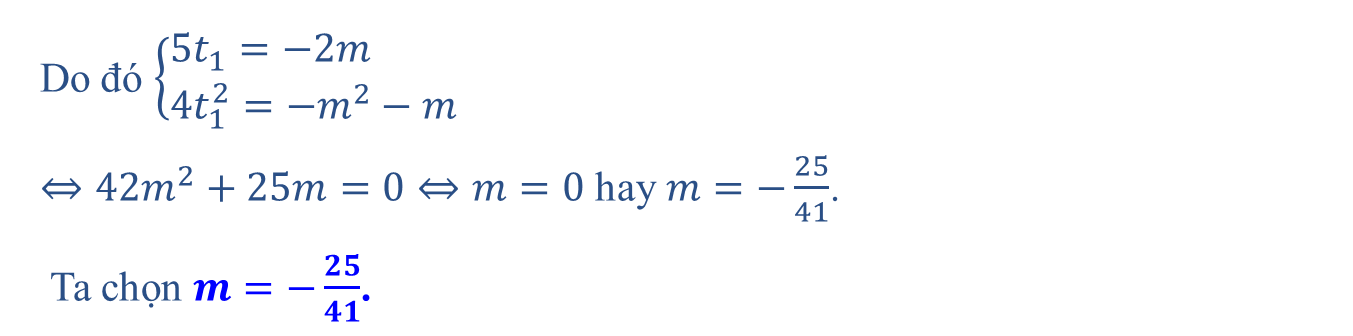 Do đó {5t₁ = −2m
4t₁² = −m² − m
⇔ 42m² + 25m = 0 ⇔ m = 0 hay m = −25/41.
Ta chọn m = −25/41.